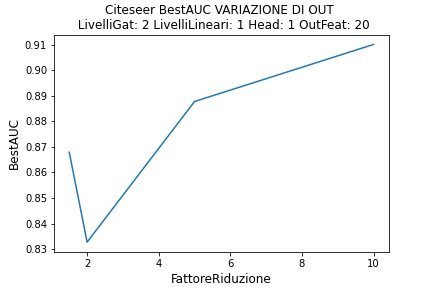 Citeseer BestAUC VARIAZIONE DI OUT
LivelliGat: 2 LivelliLineari: 1 Head: 1 OutFeat: 20
0.91
0.90
0.89
0.88
0.87
0.86
0.85
0.84
0.83
BestAUC
2 4 6 8 10
FattoreRiduzione